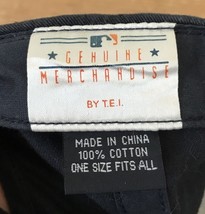 GENUINE
MERCHANDISE
BY T.E.I.
MADE IN CHINA
100% COTTON
ONE SIZE FITS ALL